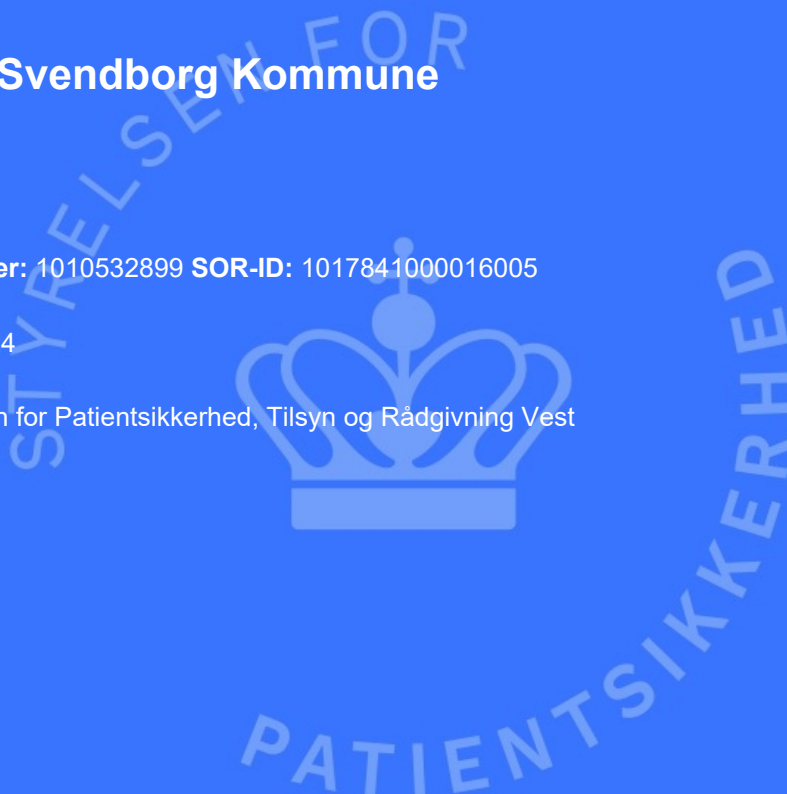 Svendborg Kommune
er: 1010532899 SOR-ID: 1017841000016005
4
n for Patientsikkerhed, Tilsyn og Rådgivning Vest
STYRELSEN FOR
PATIENTSIKKERHED